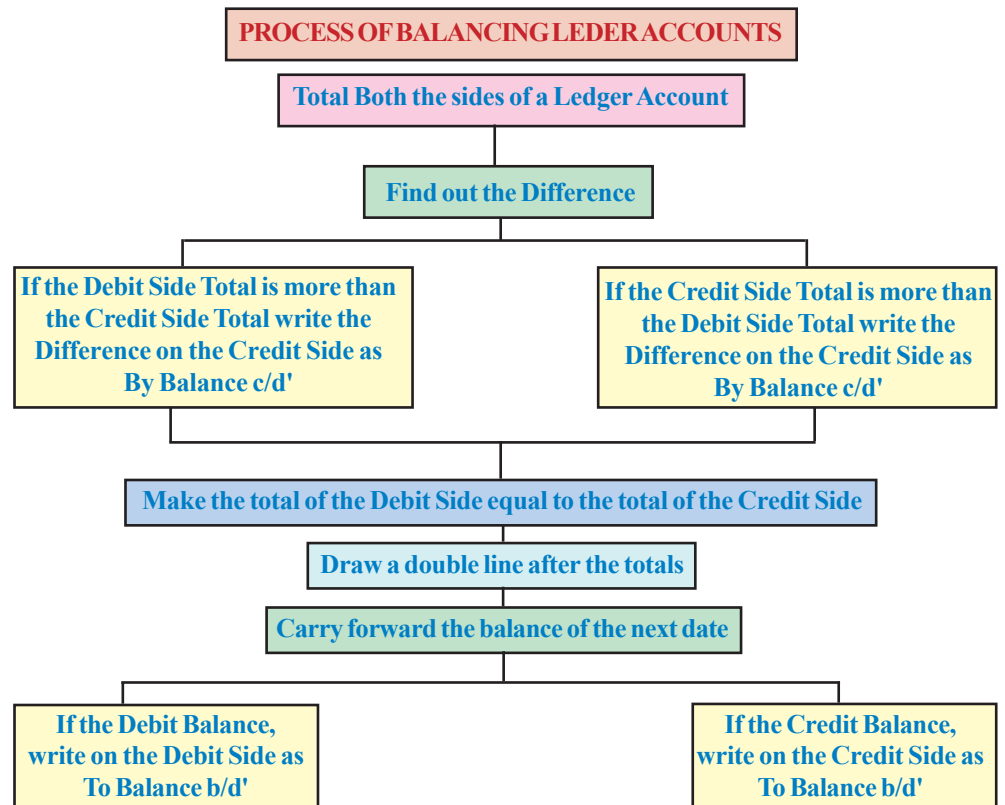 PROCESS OF BALANCING LEDER ACCOUNTS
Total Both the sides of a Ledger Account
Find out the Difference
If the Debit Side Total is more than
the Credit Side Total write the
Difference on the Credit Side as
By Balance c/d'
If the Credit Side Total is more than
the Debit Side Total write the
Difference on the Credit Side as
By Balance c/d'
Make the total of the Debit Side equal to the total of the Credit Side
Draw a double line after the totals
Carry forward the balance of the next date
If the Debit Balance,
write on the Debit Side as
To Balance b/d'
If the Credit Balance,
write on the Credit Side as
To Balance b/d'